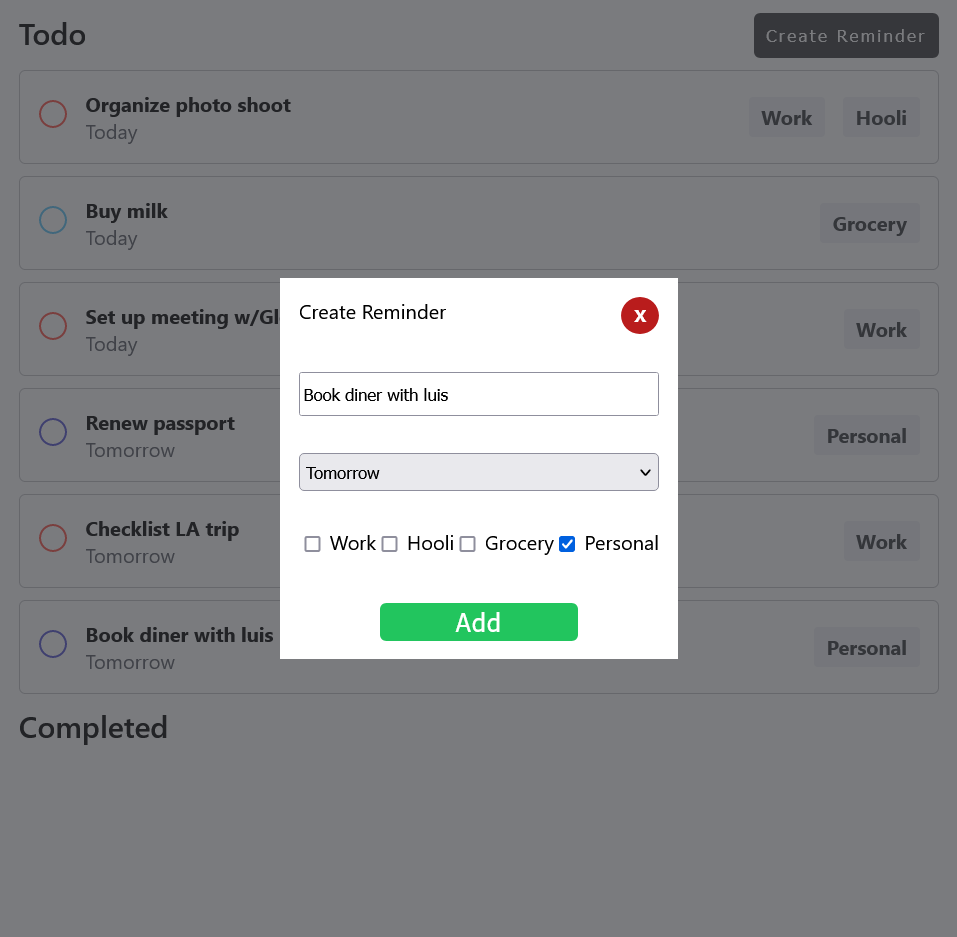 Todo
Create Reminder
Organize photo shoot
Today
Work
Hooli
Buy milk
Today
Grocery
Set up meeting w/Gl
Today
Work
Renew passport
Tomorrow
Personal
Checklist LA trip
Tomorrow
Work
Book diner with luis
Tomorrow
Personal
Completed
Create Reminder
X
Book diner with luis
Tomorrow
Work Hooli Grocery Personal
Add